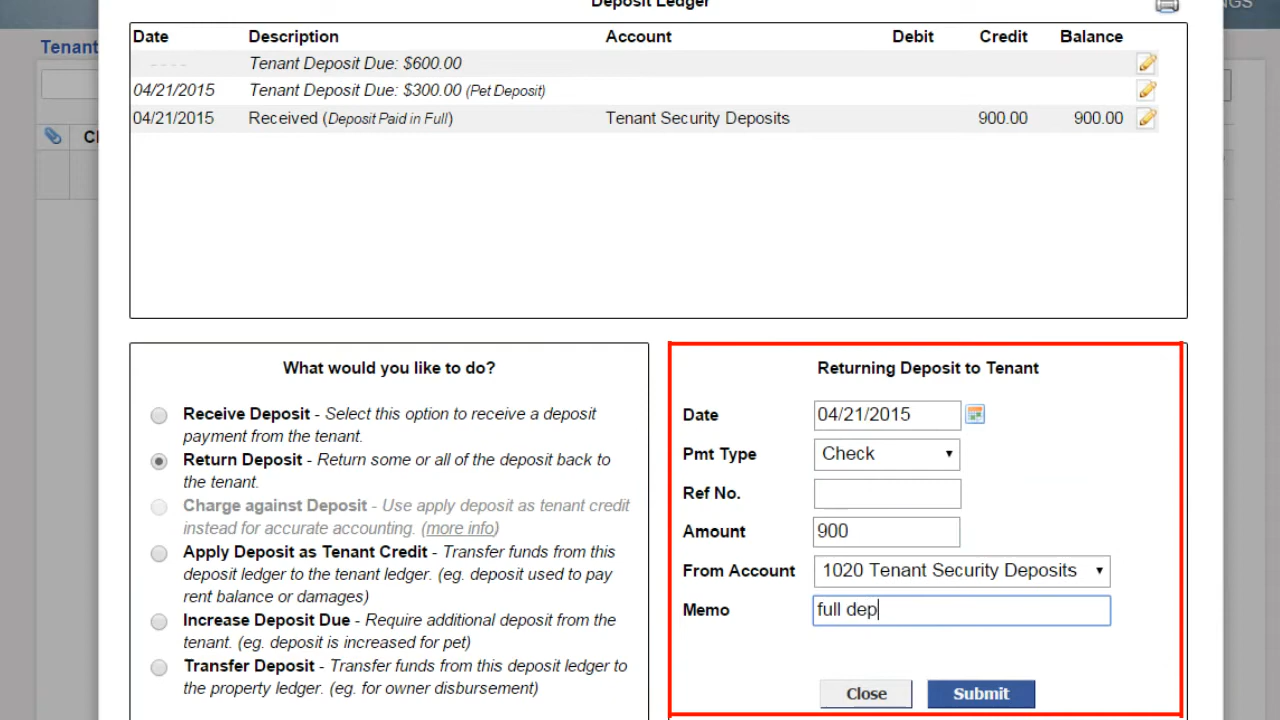 Deposit Ledger
NGS
Tenant
Date Description Account Debit Credit Balance
- - - - Tenant Deposit Due: $600.00
04/21/2015 Tenant Deposit Due: $300.00 (Pet Deposit)
04/21/2015 Received (Deposit Paid in Full) Tenant Security Deposits 900.00 900.00
What would you like to do?
Receive Deposit - Select this option to receive a deposit
payment from the tenant.
Return Deposit - Return some or all of the deposit back to
the tenant.
Charge against Deposit - Use apply deposit as tenant credit
instead for accurate accounting. (more info)
Apply Deposit as Tenant Credit - Transfer funds from this
deposit ledger to the tenant ledger. (eg. deposit used to pay
rent balance or damages)
Increase Deposit Due - Require additional deposit from the
tenant. (eg. deposit is increased for pet)
Transfer Deposit - Transfer funds from this deposit ledger to
the property ledger. (eg. for owner disbursement)
Returning Deposit to Tenant
Date 04/21/2015
Pmt Type Check
Ref No.
Amount 900
From Account 1020 Tenant Security Deposits
Memo full dep
Close Submit